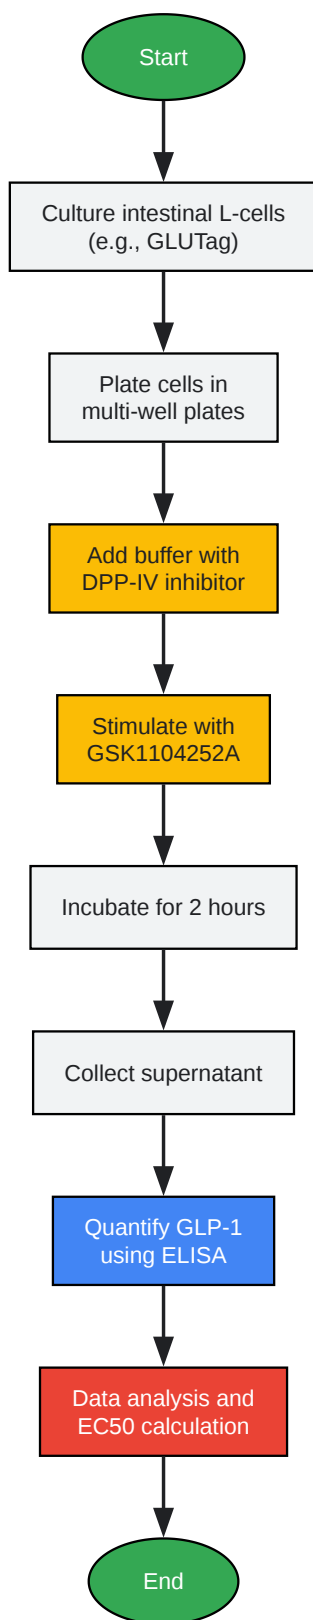 Start
Culture intestinal L-cells
(e.g., GLUTag)
Plate cells in
multi-well plates
Add buffer with
DPP-IV inhibitor
Stimulate with
GSK1104252A
Incubate for 2 hours
Collect supernatant
Quantify GLP-1
using ELISA
Data analysis and
EC50 calculation
End